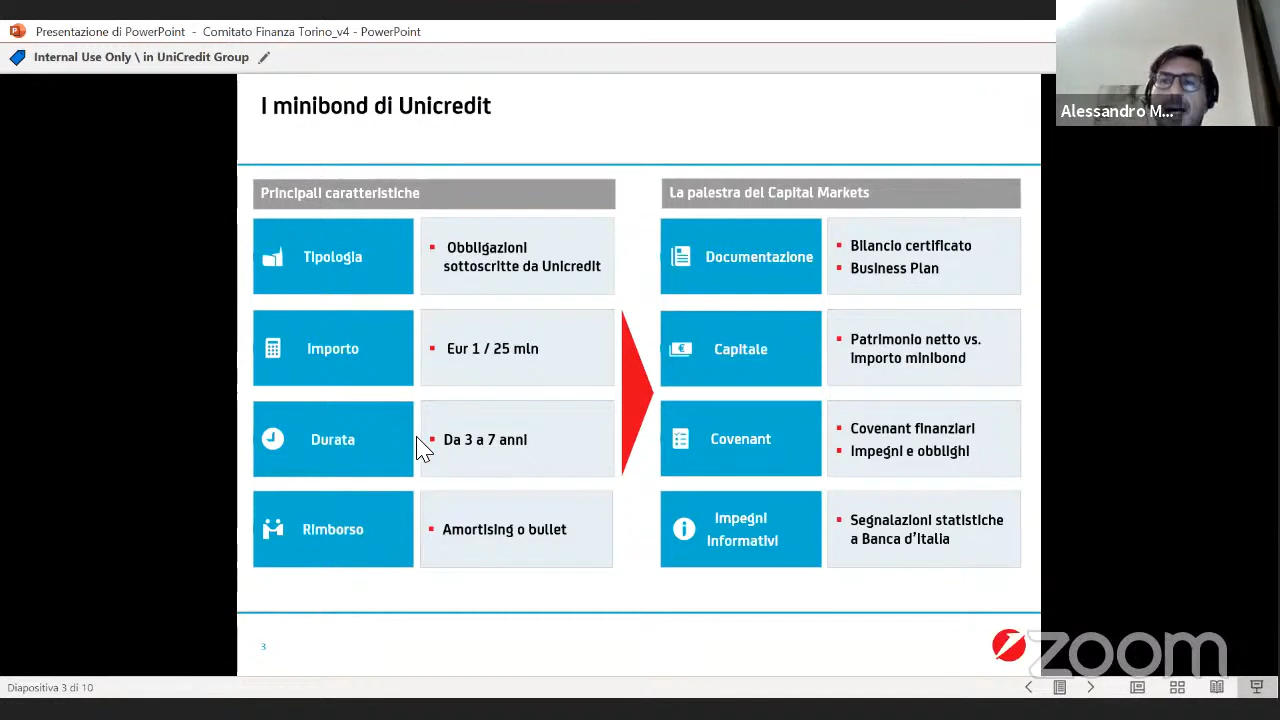 Presentazione di PowerPoint - Comitato Finanza Torino_v4 - PowerPoint
Internal Use Only \ in UniCredit Group
Alessandro M...
I minibond di Unicredit
Principali caratteristiche
Tipologia
Obbligazioni
sottoscritte da Unicredit
Importo
Eur 1 / 25 mln
Durata
Da 3 a 7 anni
Rimborso
Amortising o bullet
La palestra del Capital Markets
Documentazione
Bilancio certificato
Business Plan
Capitale
Patrimonio netto vs.
importo minibond
Covenant
Covenant finanziari
Impegni e obblighi
Impegni
informativi
Segnalazioni statistiche
a Banca d'Italia
3
zoom
Diapositiva 3 di 10